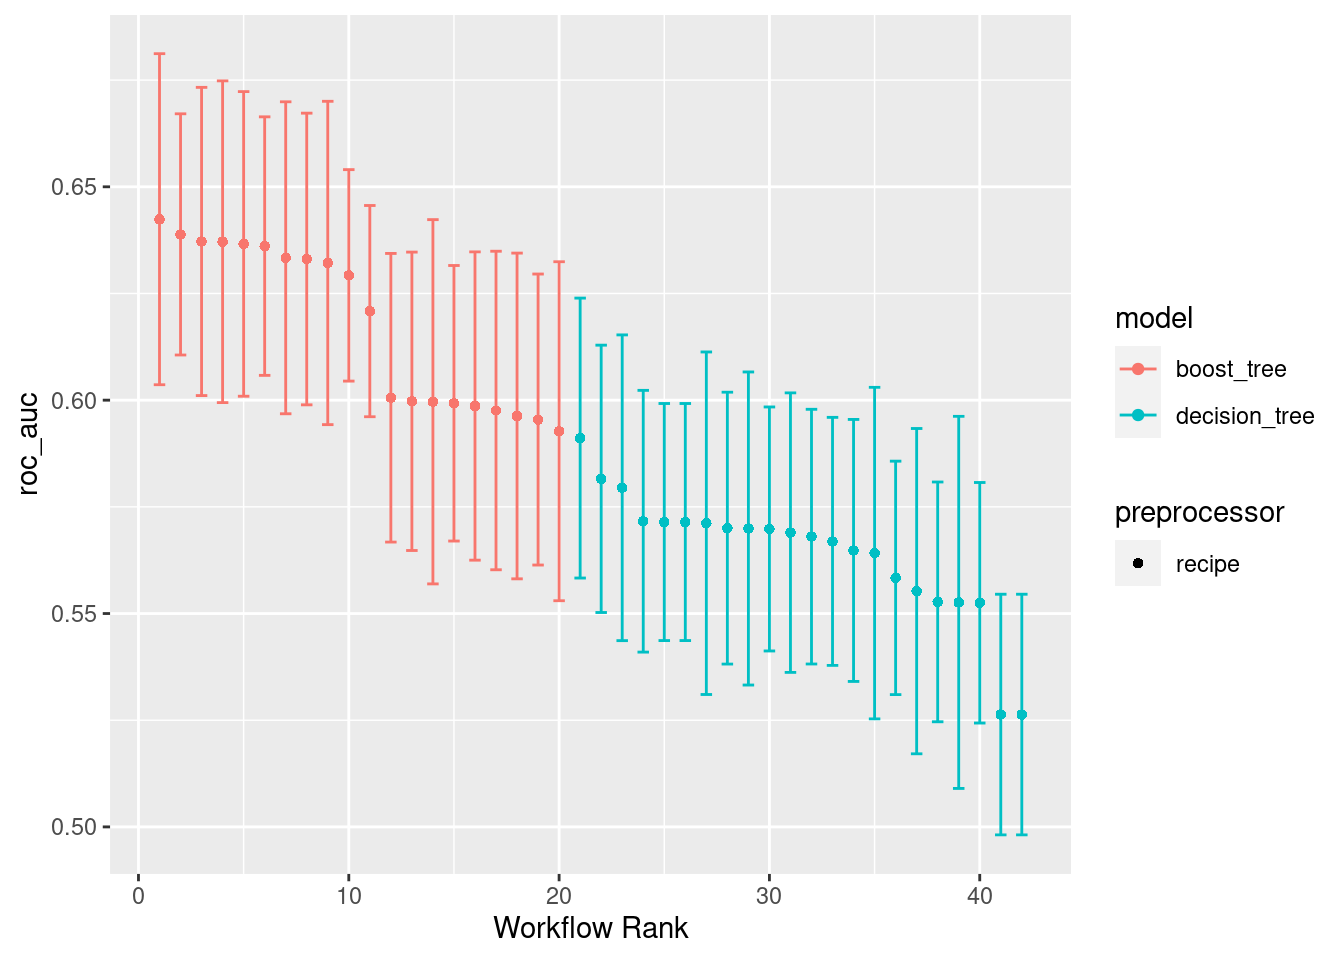 0.65
0.60
0.55
0.50
roc_auc
0
10
20
30
40
Workflow Rank
model
boost_tree
decision_tree
preprocessor
recipe